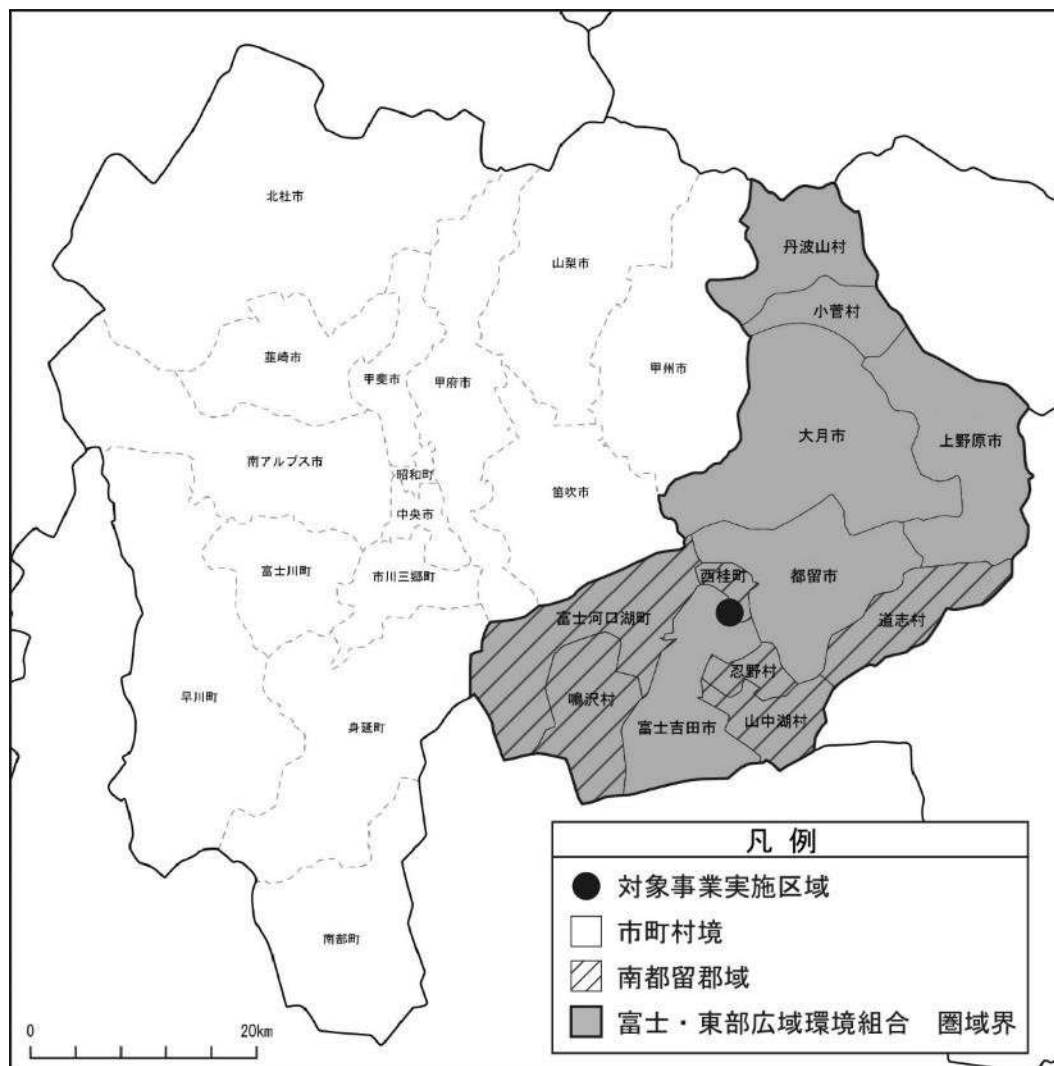 北杜市
丹波山村
山梨市
小菅村
韮崎市
甲斐市
甲府市
甲州市
大月市
上野原市
南アルプス市
昭和町
笛吹市
中央市
富士川町
市川三郷町
西桂町
都留市
富士河口湖町
道志村
忍野村
早川町
鳴沢村
身延町
富士吉田市
山中湖村
南部町
凡例
対象事業実施区域
市町村境
南都留郡域
富士・東部広域環境組合 圏域界
0 20km